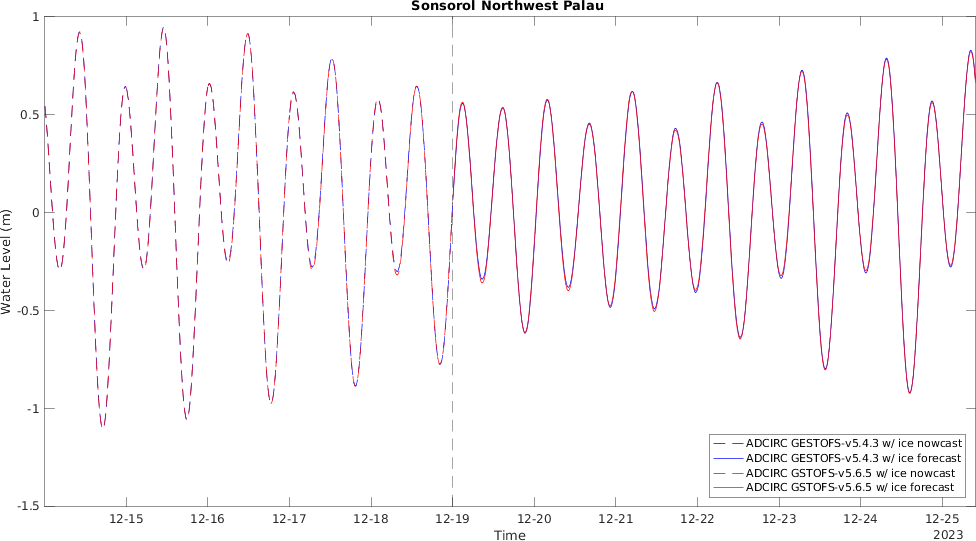 Sonsorol Northwest Palau
1
0.5
0
-0.5
-1
-1.5
Water Level (m)
ADCIRC GESTOFS-v5.4.3 w/ ice nowcast
ADCIRC GESTOFS-v5.4.3 w/ ice forecast
ADCIRC GSTOFS-v5.6.5 w/ ice nowcast
ADCIRC GSTOFS-v5.6.5 w/ ice forecast
12-15 12-16 12-17 12-18 12-19 12-20 12-21 12-22 12-23 12-24 12-25
Time
2023